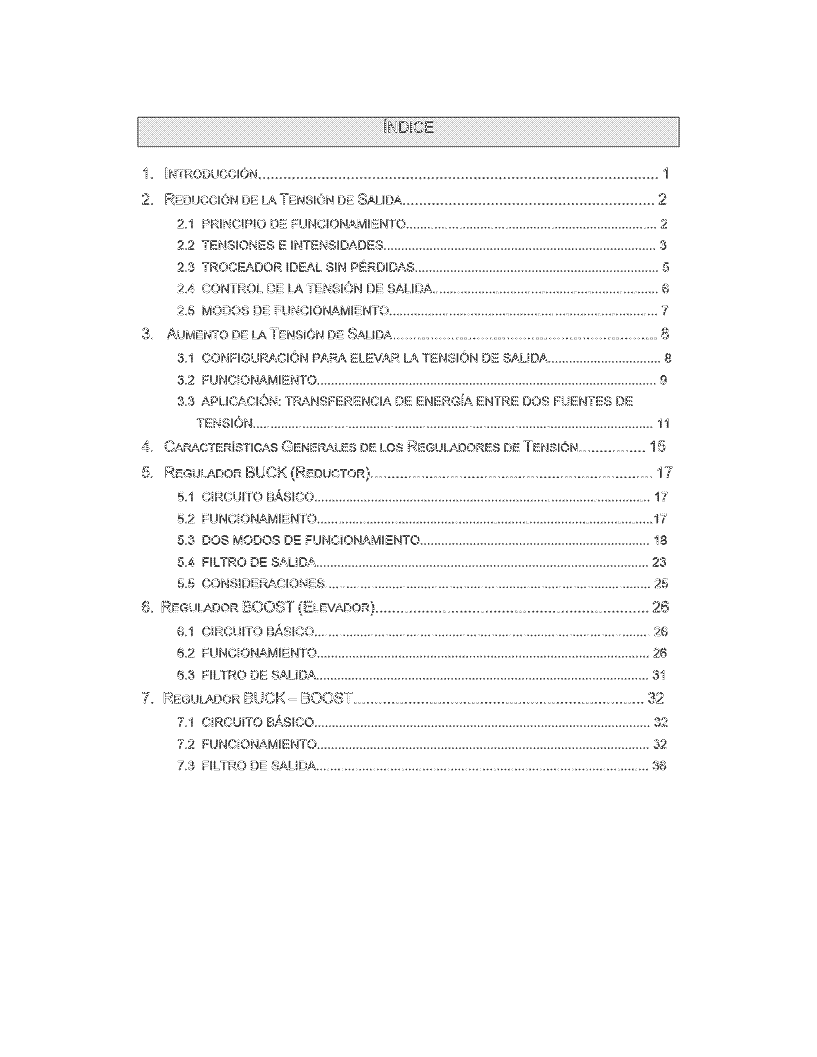 ÍNDICE
1. INTRODUCCIÓN........ 1
2. REDUCCIÓN DE LA TENSIÓN DE SALIDA........ 2
2.1 PRINCIPIO DE FUNCIONAMIENTO........ 2
2.2 TENSIONES E INTENSIDADES........ 3
2.3 TROCEADOR IDEAL SIN PÉRDIDAS........ 5
2.4 CONTROL DE LA TENSIÓN DE SALIDA........ 6
2.5 MODOS DE FUNCIONAMIENTO........ 7
3. AUMENTO DE LA TENSIÓN DE SALIDA........ 8
3.1 CONFIGURACIÓN PARA ELEVAR LA TENSIÓN DE SALIDA........ 8
3.2 FUNCIONAMIENTO........ 9
3.3 APLICACIÓN: TRANSFERENCIA DE ENERGÍA ENTRE DOS FUENTES DE
TENSIÓN........ 11
4. CARACTERÍSTICAS GENERALES DE LOS REGULADORES DE TENSIÓN........ 15
5. REGULADOR BUCK (REDUCTOR)........ 17
5.1 CIRCUITO BÁSICO........ 17
5.2 FUNCIONAMIENTO........17
5.3 DOS MODOS DE FUNCIONAMIENTO........ 18
5.4 FILTRO DE SALIDA........ 23
5.5 CONSIDERACIONES ........ 25
6. REGULADOR BOOST (ELEVADOR)........ 26
6.1 CIRCUITO BÁSICO........ 26
6.2 FUNCIONAMIENTO........ 26
6.3 FILTRO DE SALIDA........ 31
7. REGULADOR BUCK – BOOST........ 32
7.1 CIRCUITO BÁSICO........ 32
7.2 FUNCIONAMIENTO........ 32
7.3 FILTRO DE SALIDA........ 38